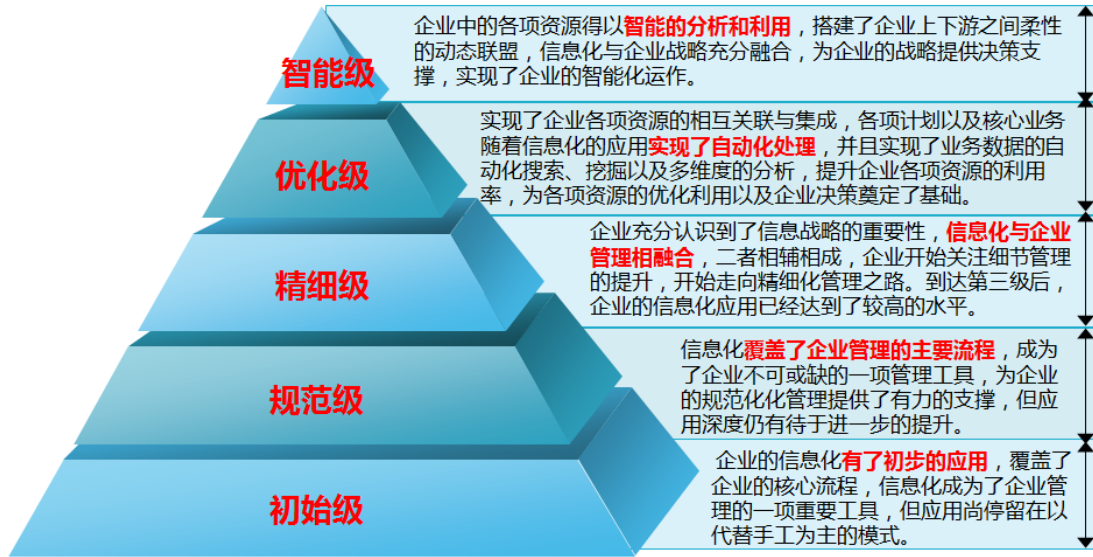 智能级
企业中的各项资源得以智能的分析和利用，搭建了企业上下游之间柔性
的动态联盟，信息化与企业战略充分融合，为企业的战略提供决策支
撑，实现了企业的智能化运作。
优化级
实现了企业各项资源的相互关联与集成，各项计划以及核心业务
随着信息化的应用实现了自动化处理，并且实现了业务数据的自
动化搜索、挖掘以及多维度的分析，提升企业各项资源的利用
率，为各项资源的优化利用以及企业决策奠定了基础。
精细级
企业充分认识到了信息战略的重要性，信息化与企业
管理相融合，二者相辅相成，企业开始关注细节管理
的提升，开始走向精细化管理之路。到达第三级后，
企业的信息化应用已经达到了较高的水平。
规范级
信息化覆盖了企业管理的主要流程，成为
了企业不可或缺的一项管理工具，为企业
的规范化化管理提供了有力的支撑，但应
用深度仍有待于进一步的提升。
初始级
企业的信息化有了初步的应用，覆盖了
企业的核心流程，信息化成为了企业管
理的一项重要工具，但应用尚停留在以
代替手工为主的模式。